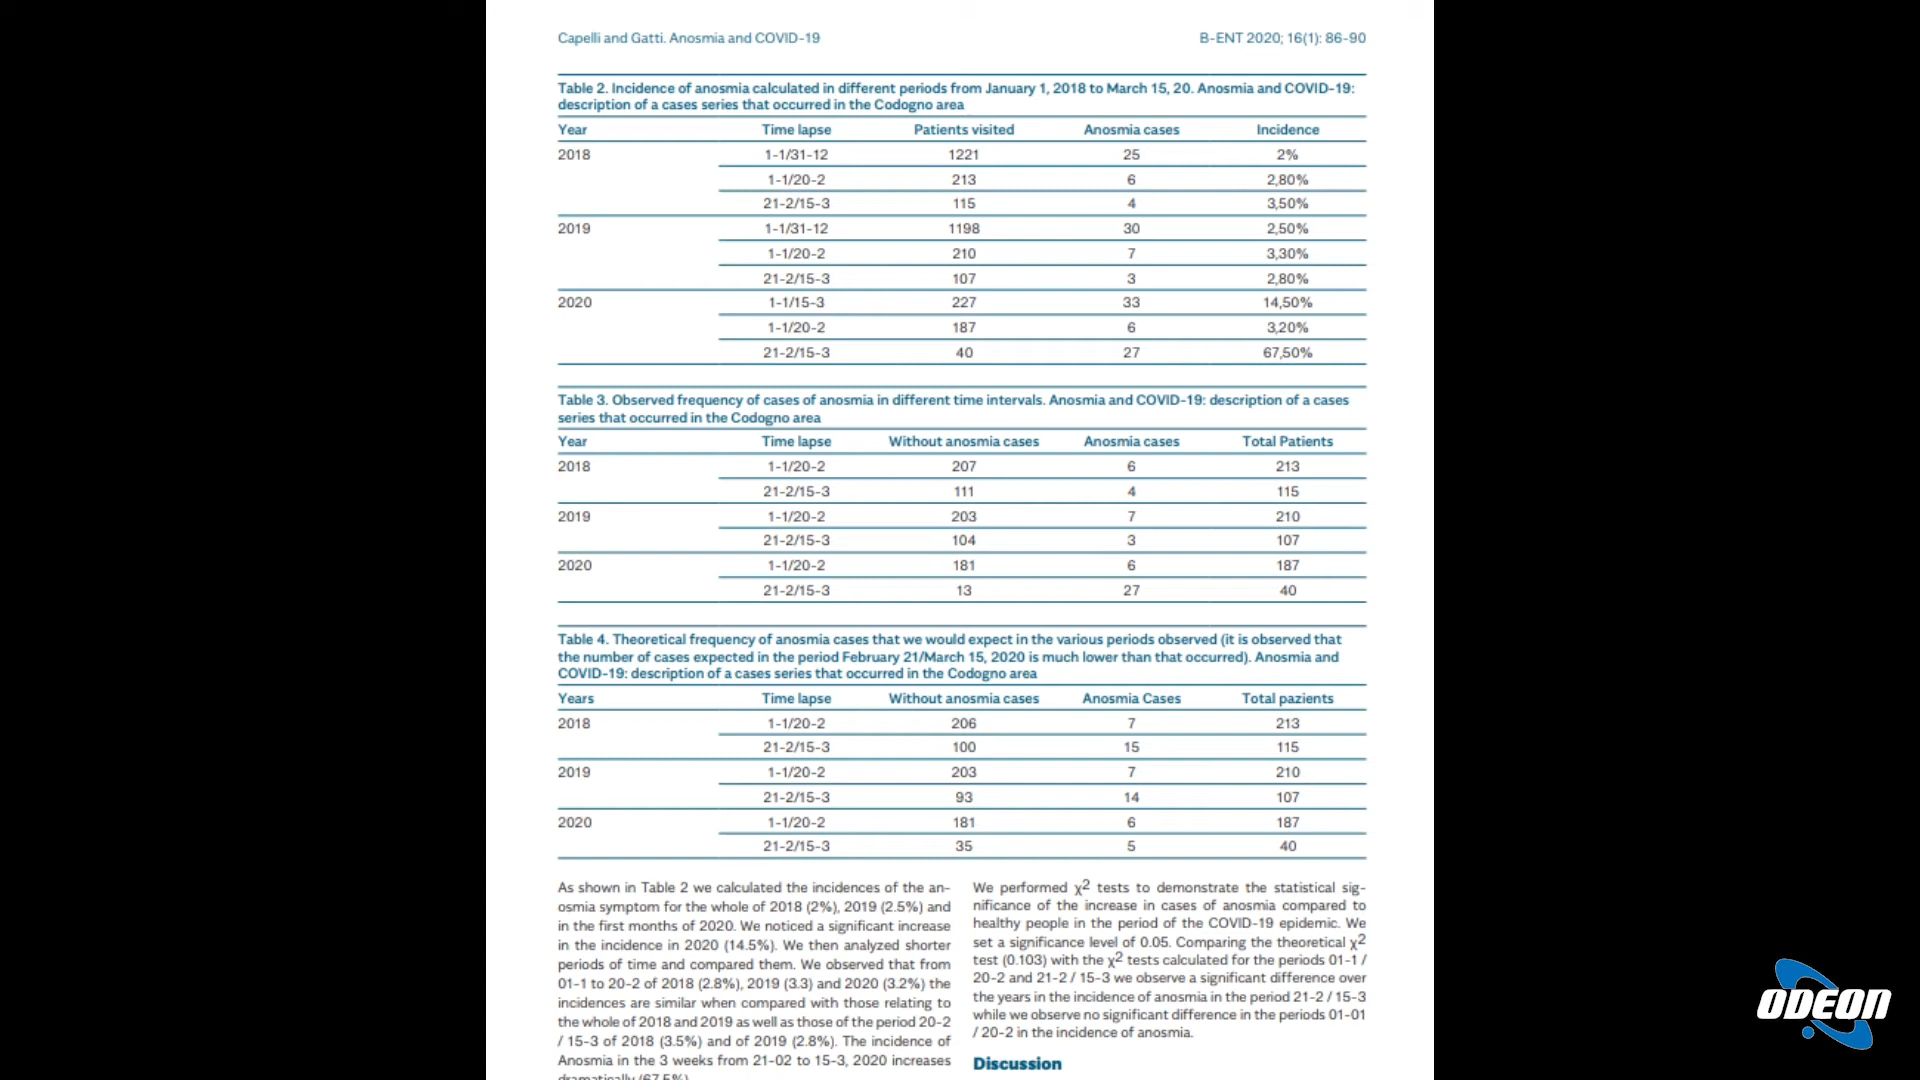 Capelli and Gatti. Anosmia and COVID-19 B-ENT 2020; 16(1): 86-90
Table 2. Incidence of anosmia calculated in different periods from January 1, 2018 to March 15, 20. Anosmia and COVID-19:
description of a cases series that occurred in the Codogno area
Year Time lapse Patients visited Anosmia cases Incidence
2018 1-1/31-12 1221 25 2%
1-1/20-2 213 6 2,80%
21-2/15-3 115 4 3,50%
2019 1-1/31-12 1198 30 2,50%
1-1/20-2 210 7 3,30%
21-2/15-3 107 3 2,80%
2020 1-1/15-3 227 33 14,50%
1-1/20-2 187 6 3,20%
21-2/15-3 40 27 67,50%
Table 3. Observed frequency of cases of anosmia in different time intervals. Anosmia and COVID-19: description of a cases
series that occurred in the Codogno area
Year Time lapse Without anosmia cases Anosmia cases Total Patients
2018 1-1/20-2 207 6 213
21-2/15-3 111 4 115
2019 1-1/20-2 203 7 210
21-2/15-3 104 3 107
2020 1-1/20-2 181 6 187
21-2/15-3 13 27 40
Table 4. Theoretical frequency of anosmia cases that we would expect in the various periods observed (it is observed that
the number of cases expected in the period February 21/March 15, 2020 is much lower than that occurred). Anosmia and
COVID-19: description of a cases series that occurred in the Codogno area
Years Time lapse Without anosmia cases Anosmia Cases Total pazients
2018 1-1/20-2 206 7 213
21-2/15-3 100 15 115
2019 1-1/20-2 203 7 210
21-2/15-3 93 14 107
2020 1-1/20-2 181 6 187
21-2/15-3 35 5 40
As shown in Table 2 we calculated the incidences of the an-
osmia symptom for the whole of 2018 (2%), 2019 (2.5%) and
in the first months of 2020. We noticed a significant increase
in the incidence in 2020 (14.5%). We then analyzed shorter
periods of time and compared them. We observed that from
01-1 to 20-2 of 2018 (2.8%), 2019 (3.3) and 2020 (3.2%) the
incidences are similar when compared with those relating to
the whole of 2018 and 2019 as well as those of the period 20-2
/ 15-3 of 2018 (3.5%) and of 2019 (2.8%). The incidence of
Anosmia in the 3 weeks from 21-02 to 15-3, 2020 increases
dramatically (67.5%)
We performed χ2 tests to demonstrate the statistical sig-
nificance of the increase in cases of anosmia compared to
healthy people in the period of the COVID-19 epidemic. We
set a significance level of 0.05. Comparing the theoretical χ2
test (0.103) with the χ2 tests calculated for the periods 01-1 /
20-2 and 21-2 / 15-3 we observe a significant difference over
the years in the incidence of anosmia in the period 21-2 / 15-3
while we observe no significant difference in the periods 01-01
/ 20-2 in the incidence of anosmia.
Discussion
ODEON